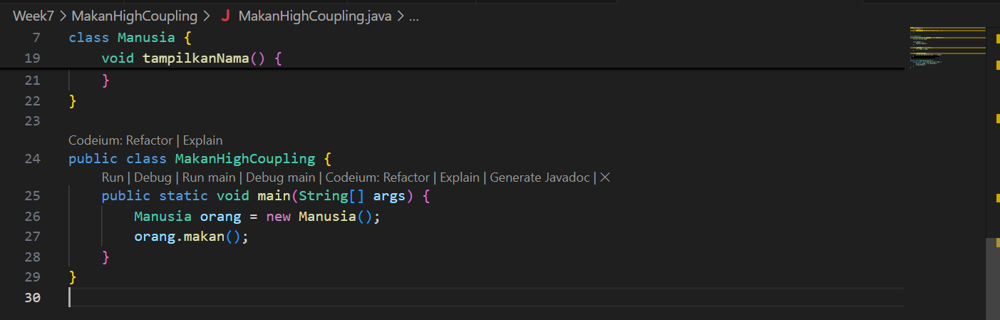 Week7 > MakanHighCoupling > J MakanHighCoupling.java > ...
7 class Manusia {
19 void tampilkanNama() {
21 }
22 }
23
Codeium: Refactor | Explain
24 public class MakanHighCoupling {
Run | Debug | Run main | Debug main | Codeium: Refactor | Explain | Generate Javadoc | ×
25 public static void main(String[] args) {
26 Manusia orang = new Manusia();
27 orang.makan();
28 }
29 }
30